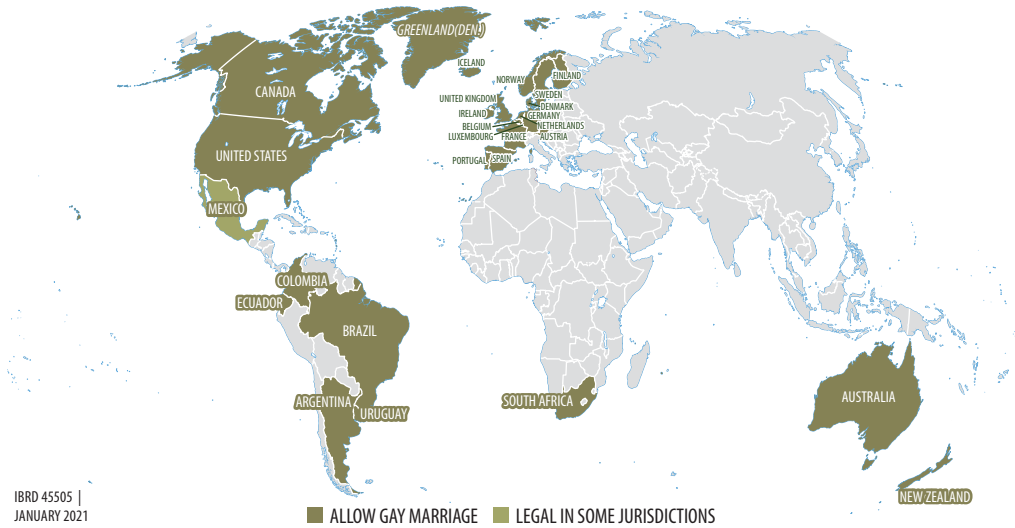 GREENLAND(DEN.)
ICELAND
CANADA
NORWAY
FINLAND
SWEDEN
UNITED KINGDOM
DENMARK
IRELAND
GERMANY
BELGIUM
NETHERLANDS
LUXEMBOURG
FRANCE
AUSTRIA
UNITED STATES
PORTUGAL
SPAIN
MEXICO
COLOMBIA
ECUADOR
BRAZIL
ARGENTINA
URUGUAY
SOUTH AFRICA
AUSTRALIA
NEW ZEALAND
IBRD 45505 |
JANUARY 2021
ALLOW GAY MARRIAGE
LEGAL IN SOME JURISDICTIONS